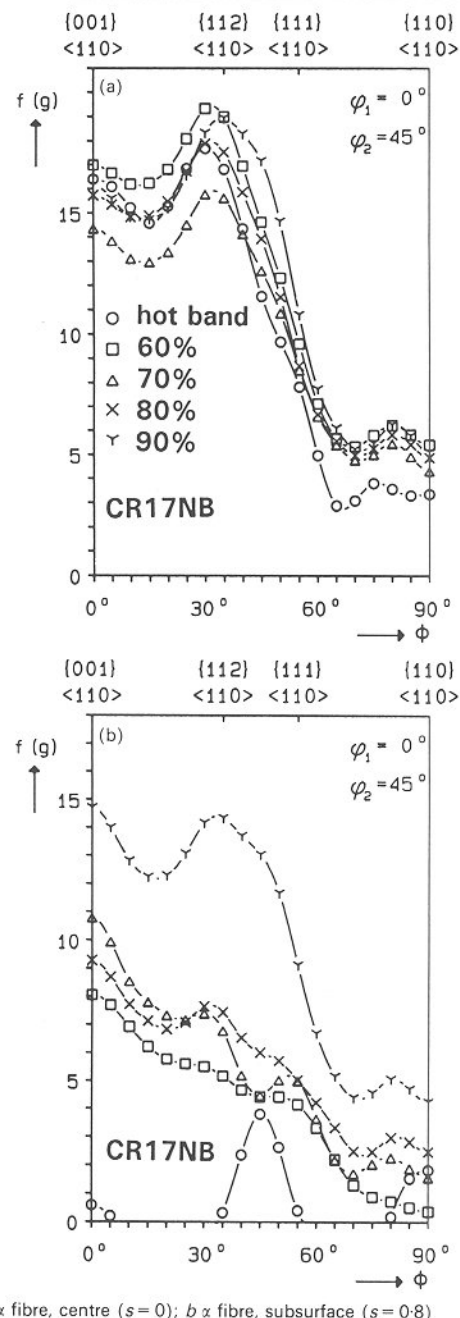 {001} {112} {111} {110}
<110> <110> <110> <110>
f (g)
(a)
φ₁ = 0°
φ₂ = 45°
15
10
5
0
hot band
60%
70%
80%
90%
CR17NB
0° 30° 60° 90°
ϕ
{001} {112} {111} {110}
<110> <110> <110> <110>
f (g)
(b)
φ₁ = 0°
φ₂ = 45°
15
10
5
0
CR17NB
0° 30° 60° 90°
ϕ
α fibre, centre (s = 0); b α fibre, subsurface (s = 0·8)